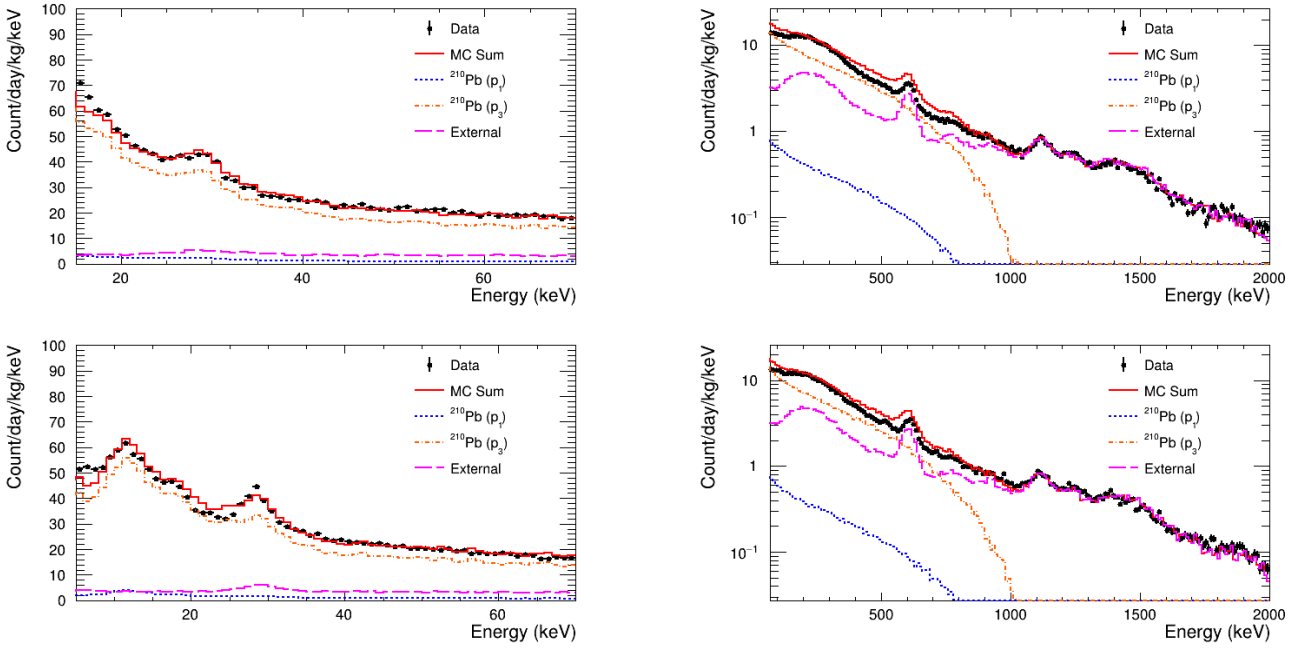 Count/day/kg/keV
100
90
80
70
60
50
40
30
20
10
0
Data
MC Sum
²¹⁰Pb (p₁)
²¹⁰Pb (p₃)
External
20 40 60
Energy (keV)
Count/day/kg/keV
10
1
10⁻¹
Data
MC Sum
²¹⁰Pb (p₁)
²¹⁰Pb (p₃)
External
500 1000 1500 2000
Energy (keV)
Count/day/kg/keV
100
90
80
70
60
50
40
30
20
10
0
Data
MC Sum
²¹⁰Pb (p₁)
²¹⁰Pb (p₃)
External
20 40 60
Energy (keV)
Count/day/kg/keV
10
1
10⁻¹
Data
MC Sum
²¹⁰Pb (p₁)
²¹⁰Pb (p₃)
External
500 1000 1500 2000
Energy (keV)